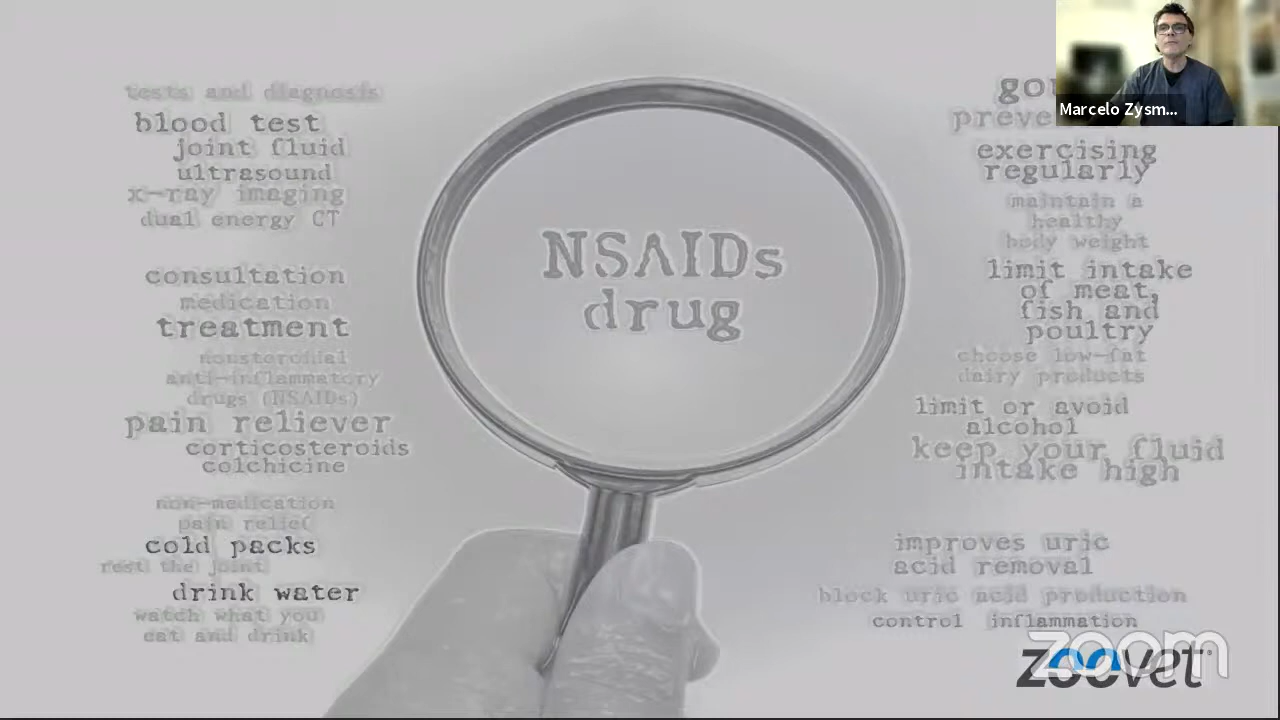 tests and diagnosis
blood test
joint fluid
ultrasound
x-ray imaging
dual energy CT
consultation
medication
treatment
nonsteroidal
anti-inflammatory
drugs (NSAIDs)
pain reliever
corticosteroids
colchicine
non-medication
pain relief
cold packs
rest the joint
drink water
watch what you
eat and drink
NSAIDs
drug
Marcelo Zysm...
exercising
regularly
maintain a
healthy
body weight
limit intake
of meat,
fish and
poultry
choose low-fat
dairy products
limit or avoid
alcohol
keep your fluid
intake high
improves uric
acid removal
block uric acid production
control inflammation
zoom
zoovet